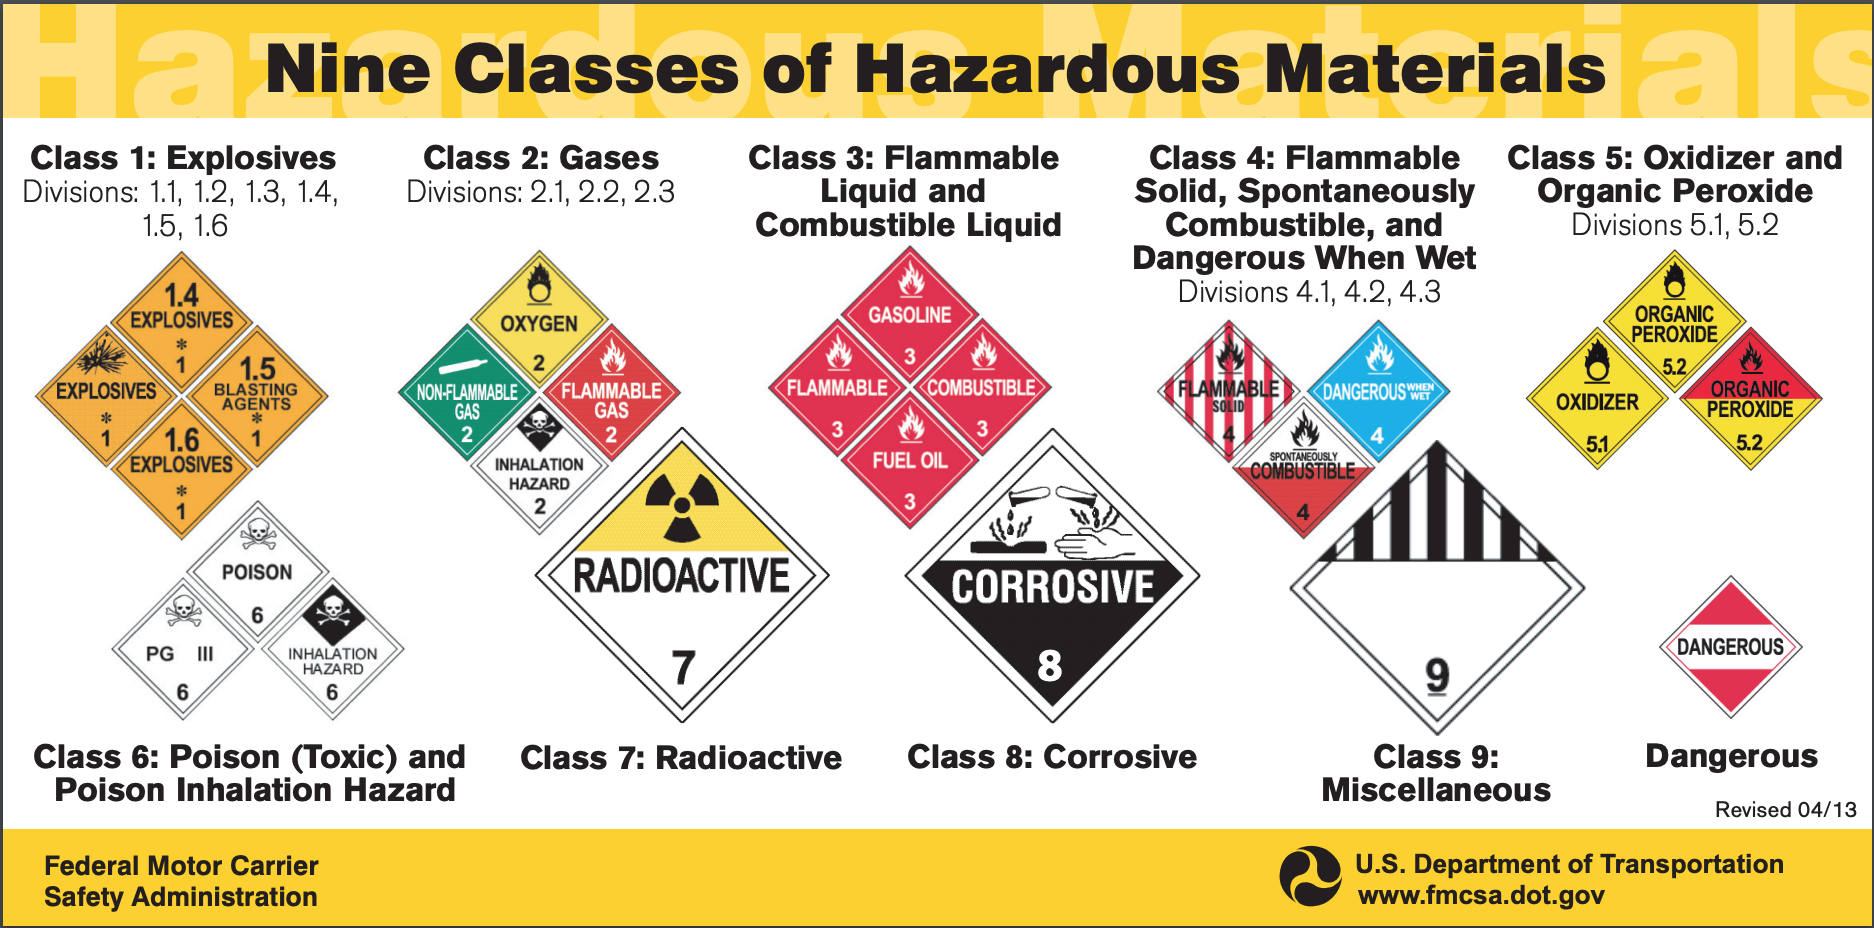 Hazardous Materials
Nine Classes of Hazardous Materials
Class 1: Explosives
Divisions: 1.1, 1.2, 1.3, 1.4,
1.5, 1.6
1.4
EXPLOSIVES
*
1
EXPLOSIVES
*
1
1.5
BLASTING
AGENTS
*
1
1.6
EXPLOSIVES
*
1
Class 2: Gases
Divisions: 2.1, 2.2, 2.3
OXYGEN
2
NON-FLAMMABLE
GAS
2
FLAMMABLE
GAS
2
INHALATION
HAZARD
2
Class 3: Flammable
Liquid and
Combustible Liquid
GASOLINE
3
FLAMMABLE
3
COMBUSTIBLE
3
FUEL OIL
3
Class 4: Flammable
Solid, Spontaneously
Combustible, and
Dangerous When Wet
Divisions 4.1, 4.2, 4.3
FLAMMABLE
SOLID
4
DANGEROUS WHEN WET
4
SPONTANEOUSLY
COMBUSTIBLE
4
Class 5: Oxidizer and
Organic Peroxide
Divisions 5.1, 5.2
ORGANIC
PEROXIDE
5.2
OXIDIZER
5.1
ORGANIC
PEROXIDE
5.2
POISON
6
PG III
6
INHALATION
HAZARD
6
Class 6: Poison (Toxic) and
Poison Inhalation Hazard
RADIOACTIVE
7
Class 7: Radioactive
CORROSIVE
8
Class 8: Corrosive
9
Class 9:
Miscellaneous
DANGEROUS
Dangerous
Revised 04/13
Federal Motor Carrier
Safety Administration
U.S. Department of Transportation
www.fmcsa.dot.gov